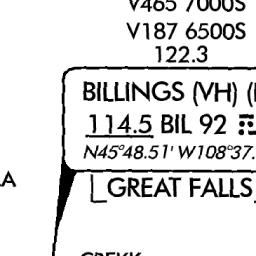 V465 7000S
V187 6500S
122.3
BILLINGS (VH) (
114.5 BIL 92
N45°48.51' W108°37.
A
GREAT FALLS